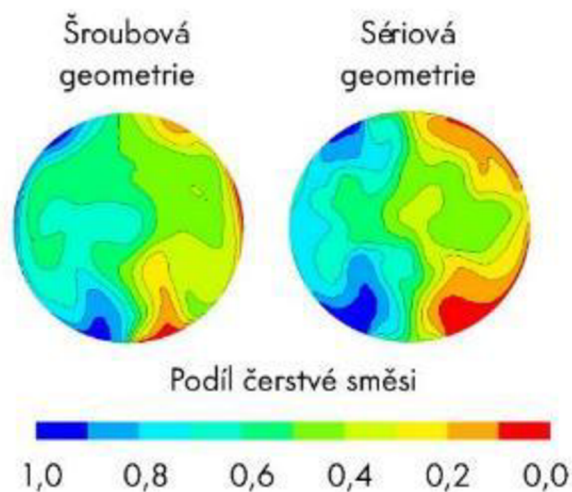 Šroubová
geometrie
Sériová
geometrie
Podíl čerstvé směsi
1,0 0,8 0,6 0,4 0,2 0,0